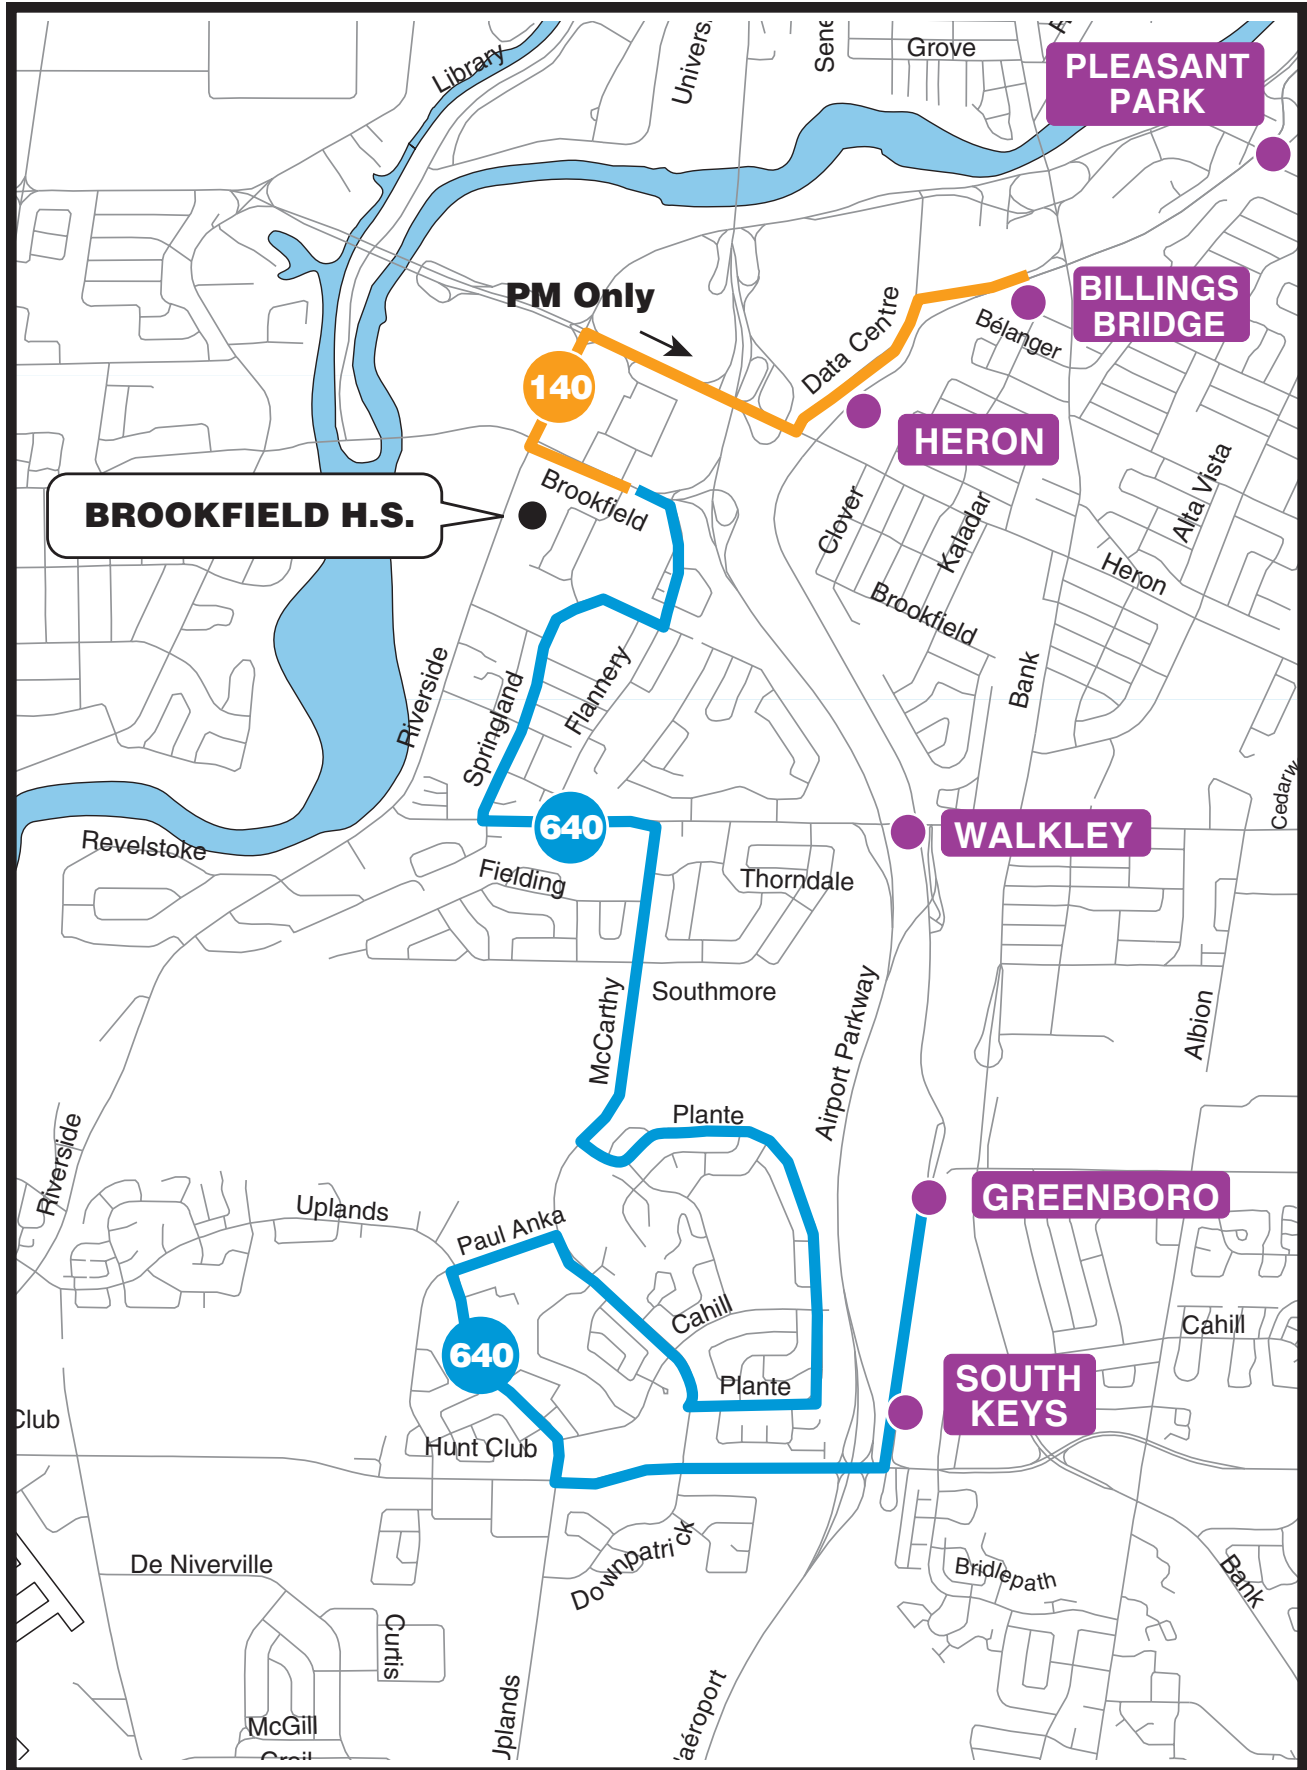 Library
Univers
Sene
Grove
PLEASANT
PARK
PM Only
BILLINGS
BRIDGE
Bélanger
Data Centre
140
HERON
BROOKFIELD H.S.
Brookfield
Clover
Kaladar
Alta Vista
Heron
Brookfield
Riverside
Springland
Flannery
Bank
Cedarw
640
WALKLEY
Revelstoke
Fielding
Thorndale
McCarthy
Southmore
Airport Parkway
Albion
Plante
Riverside
Uplands
Paul Anka
GREENBORO
Cahill
Cahill
640
Plante
SOUTH
KEYS
Club
Hunt Club
De Niverville
Downpatrick
Bridlepath
Bank
Curtis
Uplands
l'aéroport
McGill